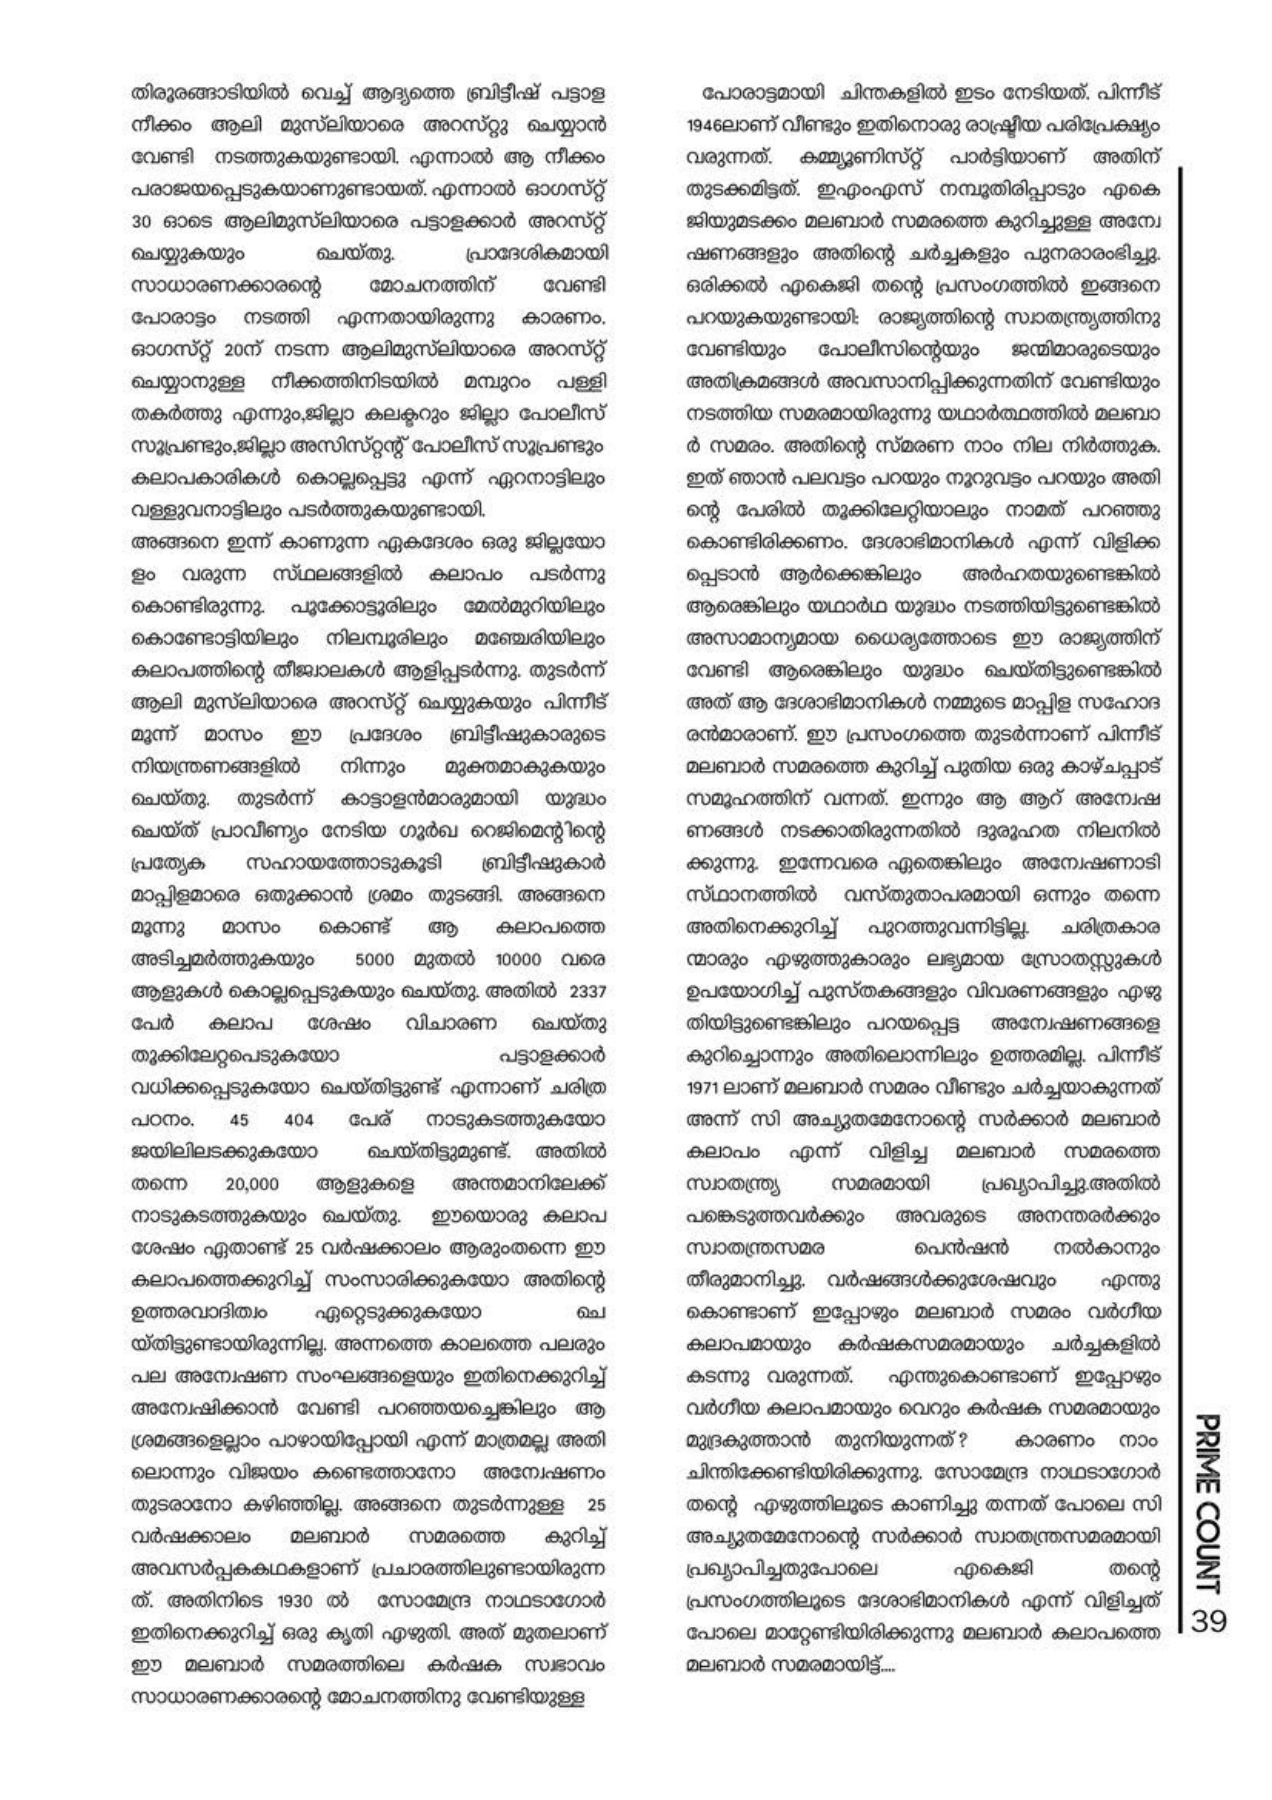 തിരൂരങ്ങാടിയിൽ വെച്ച് ആദ്യത്തെ ബ്രിട്ടീഷ് പട്ടാള
നീക്കം ആലി മുസ്‌ലിയാരെ അറസ്റ്റു ചെയ്യാൻ
വേണ്ടി നടത്തുകയുണ്ടായി. എന്നാൽ ആ നീക്കം
പരാജയപ്പെടുകയാണുണ്ടായത്. എന്നാൽ ഓഗസ്റ്റ്
30 ഓടെ ആലിമുസ്‌ലിയാരെ പട്ടാളക്കാർ അറസ്റ്റ്
ചെയ്യുകയും ചെയ്തു. പ്രാദേശികമായി
സാധാരണക്കാരന്റെ മോചനത്തിന് വേണ്ടി
പോരാട്ടം നടത്തി എന്നതായിരുന്നു കാരണം.
ഓഗസ്റ്റ് 20ന് നടന്ന ആലിമുസ്‌ലിയാരെ അറസ്റ്റ്
ചെയ്യാനുള്ള നീക്കത്തിനിടയിൽ മമ്പുറം പള്ളി
തകർത്തു എന്നും,ജില്ലാ കലക്ടറും ജില്ലാ പോലീസ്
സൂപ്രണ്ടും,ജില്ലാ അസിസ്റ്റന്റ് പോലീസ് സൂപ്രണ്ടും
കലാപകാരികൾ കൊല്ലപ്പെട്ടു എന്ന് ഏറനാട്ടിലും
വള്ളുവനാട്ടിലും പടർത്തുകയുണ്ടായി.
അങ്ങനെ ഇന്ന് കാണുന്ന ഏകദേശം ഒരു ജില്ലയോ
ളം വരുന്ന സ്ഥലങ്ങളിൽ കലാപം പടർന്നു
കൊണ്ടിരുന്നു. പൂക്കോട്ടൂരിലും മേൽമുറിയിലും
കൊണ്ടോട്ടിയിലും നിലമ്പൂരിലും മഞ്ചേരിയിലും
കലാപത്തിന്റെ തീജ്വാലകൾ ആളിപ്പടർന്നു. തുടർന്ന്
ആലി മുസ്‌ലിയാരെ അറസ്റ്റ് ചെയ്യുകയും പിന്നീട്
മൂന്ന് മാസം ഈ പ്രദേശം ബ്രിട്ടീഷുകാരുടെ
നിയന്ത്രണങ്ങളിൽ നിന്നും മുക്തമാകുകയും
ചെയ്തു. തുടർന്ന് കാട്ടാളൻമാരുമായി യുദ്ധം
ചെയ്ത് പ്രാവീണ്യം നേടിയ ഗൂർഖ റെജിമെന്റിന്റെ
പ്രത്യേക സഹായത്തോടുകൂടി ബ്രിട്ടീഷുകാർ
മാപ്പിളമാരെ ഒതുക്കാൻ ശ്രമം തുടങ്ങി. അങ്ങനെ
മൂന്നു മാസം കൊണ്ട് ആ കലാപത്തെ
അടിച്ചമർത്തുകയും 5000 മുതൽ 10000 വരെ
ആളുകൾ കൊല്ലപ്പെടുകയും ചെയ്തു. അതിൽ 2337
പേർ കലാപ ശേഷം വിചാരണ ചെയ്തു
തൂക്കിലേറ്റപെടുകയോ പട്ടാളക്കാർ
വധിക്കപ്പെടുകയോ ചെയ്തിട്ടുണ്ട് എന്നാണ് ചരിത്ര
പഠനം. 45 404 പേര് നാടുകടത്തുകയോ
ജയിലിലടക്കുകയോ ചെയ്തിട്ടുമുണ്ട്. അതിൽ
തന്നെ 20,000 ആളുകളെ അന്തമാനിലേക്ക്
നാടുകടത്തുകയും ചെയ്തു. ഈയൊരു കലാപ
ശേഷം ഏതാണ്ട് 25 വർഷക്കാലം ആരുംതന്നെ ഈ
കലാപത്തെക്കുറിച്ച് സംസാരിക്കുകയോ അതിന്റെ
ഉത്തരവാദിത്വം ഏറ്റെടുക്കുകയോ ചെ
യ്തിട്ടുണ്ടായിരുന്നില്ല. അന്നത്തെ കാലത്തെ പലരും
പല അന്വേഷണ സംഘങ്ങളെയും ഇതിനെക്കുറിച്ച്
അന്വേഷിക്കാൻ വേണ്ടി പറഞ്ഞയച്ചെങ്കിലും ആ
ശ്രമങ്ങളെല്ലാം പാഴായിപ്പോയി എന്ന് മാത്രമല്ല അതി
ലൊന്നും വിജയം കണ്ടെത്താനോ അന്വേഷണം
തുടരാനോ കഴിഞ്ഞില്ല. അങ്ങനെ തുടർന്നുള്ള 25
വർഷക്കാലം മലബാർ സമരത്തെ കുറിച്ച്
അവസർപ്പകകഥകളാണ് പ്രചാരത്തിലുണ്ടായിരുന്ന
ത്. അതിനിടെ 1930 ൽ സോമേന്ദ്ര നാഥടാഗോർ
ഇതിനെക്കുറിച്ച് ഒരു കൃതി എഴുതി. അത് മുതലാണ്
ഈ മലബാർ സമരത്തിലെ കർഷക സ്വഭാവം
സാധാരണക്കാരന്റെ മോചനത്തിനു വേണ്ടിയുള്ള
പോരാട്ടമായി ചിന്തകളിൽ ഇടം നേടിയത്. പിന്നീട്
1946ലാണ് വീണ്ടും ഇതിനൊരു രാഷ്ട്രീയ പരിപ്രേക്ഷ്യം
വരുന്നത്. കമ്മ്യൂണിസ്റ്റ് പാർട്ടിയാണ് അതിന്
തുടക്കമിട്ടത്. ഇഎംഎസ് നമ്പൂതിരിപ്പാടും എകെ
ജിയുമടക്കം മലബാർ സമരത്തെ കുറിച്ചുള്ള അന്വേ
ഷണങ്ങളും അതിന്റെ ചർച്ചകളും പുനരാരംഭിച്ചു.
ഒരിക്കൽ എകെജി തന്റെ പ്രസംഗത്തിൽ ഇങ്ങനെ
പറയുകയുണ്ടായി: രാജ്യത്തിന്റെ സ്വാതന്ത്ര്യത്തിനു
വേണ്ടിയും പോലീസിന്റെയും ജന്മിമാരുടെയും
അതിക്രമങ്ങൾ അവസാനിപ്പിക്കുന്നതിന് വേണ്ടിയും
നടത്തിയ സമരമായിരുന്നു യഥാർത്ഥത്തിൽ മലബാ
ർ സമരം. അതിന്റെ സ്മരണ നാം നില നിർത്തുക.
ഇത് ഞാൻ പലവട്ടം പറയും നൂറുവട്ടം പറയും അതി
ന്റെ പേരിൽ തൂക്കിലേറ്റിയാലും നാമത് പറഞ്ഞു
കൊണ്ടിരിക്കണം. ദേശാഭിമാനികൾ എന്ന് വിളിക്ക
പ്പെടാൻ ആർക്കെങ്കിലും അർഹതയുണ്ടെങ്കിൽ
ആരെങ്കിലും യഥാർഥ യുദ്ധം നടത്തിയിട്ടുണ്ടെങ്കിൽ
അസാമാന്യമായ ധൈര്യത്തോടെ ഈ രാജ്യത്തിന്
വേണ്ടി ആരെങ്കിലും യുദ്ധം ചെയ്തിട്ടുണ്ടെങ്കിൽ
അത് ആ ദേശാഭിമാനികൾ നമ്മുടെ മാപ്പിള സഹോദ
രൻമാരാണ്. ഈ പ്രസംഗത്തെ തുടർന്നാണ് പിന്നീട്
മലബാർ സമരത്തെ കുറിച്ച് പുതിയ ഒരു കാഴ്ചപ്പാട്
സമൂഹത്തിന് വന്നത്. ഇന്നും ആ ആറ് അന്വേഷ
ണങ്ങൾ നടക്കാതിരുന്നതിൽ ദുരൂഹത നിലനിൽ
ക്കുന്നു. ഇന്നേവരെ ഏതെങ്കിലും അന്വേഷണാടി
സ്ഥാനത്തിൽ വസ്തുതാപരമായി ഒന്നും തന്നെ
അതിനെക്കുറിച്ച് പുറത്തുവന്നിട്ടില്ല. ചരിത്രകാര
ന്മാരും എഴുത്തുകാരും ലഭ്യമായ സ്രോതസ്സുകൾ
ഉപയോഗിച്ച് പുസ്തകങ്ങളും വിവരണങ്ങളും എഴു
തിയിട്ടുണ്ടെങ്കിലും പറയപ്പെട്ട അന്വേഷണങ്ങളെ
കുറിച്ചൊന്നും അതിലൊന്നിലും ഉത്തരമില്ല. പിന്നീട്
1971 ലാണ് മലബാർ സമരം വീണ്ടും ചർച്ചയാകുന്നത്
അന്ന് സി അച്യുതമേനോന്റെ സർക്കാർ മലബാർ
കലാപം എന്ന് വിളിച്ച മലബാർ സമരത്തെ
സ്വാതന്ത്ര്യ സമരമായി പ്രഖ്യാപിച്ചു.അതിൽ
പങ്കെടുത്തവർക്കും അവരുടെ അനന്തരർക്കും
സ്വാതന്ത്രസമര പെൻഷൻ നൽകാനും
തീരുമാനിച്ചു. വർഷങ്ങൾക്കുശേഷവും എന്തു
കൊണ്ടാണ് ഇപ്പോഴും മലബാർ സമരം വർഗീയ
കലാപമായും കർഷകസമരമായും ചർച്ചകളിൽ
കടന്നു വരുന്നത്. എന്തുകൊണ്ടാണ് ഇപ്പോഴും
വർഗീയ കലാപമായും വെറും കർഷക സമരമായും
മുദ്രകുത്താൻ തുനിയുന്നത്? കാരണം നാം
ചിന്തിക്കേണ്ടിയിരിക്കുന്നു. സോമേന്ദ്ര നാഥടാഗോർ
തന്റെ എഴുത്തിലൂടെ കാണിച്ചു തന്നത് പോലെ സി
അച്യുതമേനോന്റെ സർക്കാർ സ്വാതന്ത്രസമരമായി
പ്രഖ്യാപിച്ചതുപോലെ എകെജി തന്റെ
പ്രസംഗത്തിലൂടെ ദേശാഭിമാനികൾ എന്ന് വിളിച്ചത്
പോലെ മാറ്റേണ്ടിയിരിക്കുന്നു മലബാർ കലാപത്തെ
മലബാർ സമരമായിട്ട്....
PRIME COUNT
39